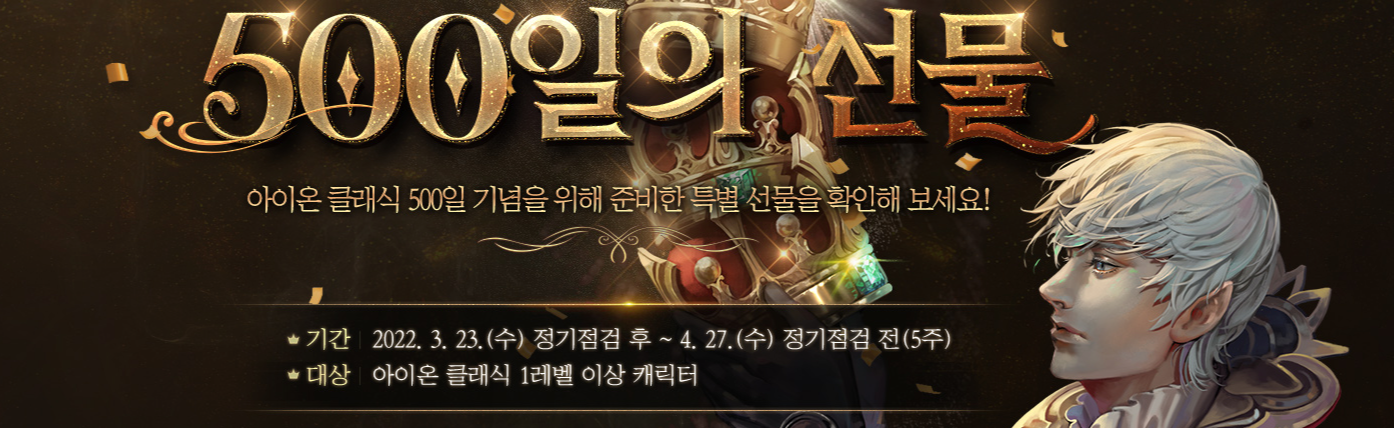 500일의 선물
아이온 클래식 500일 기념을 위해 준비한 특별 선물을 확인해 보세요!
기간 2022. 3. 23.(수) 정기점검 후 ~ 4. 27.(수) 정기점검 전(5주)
대상 아이온 클래식 1레벨 이상 캐릭터